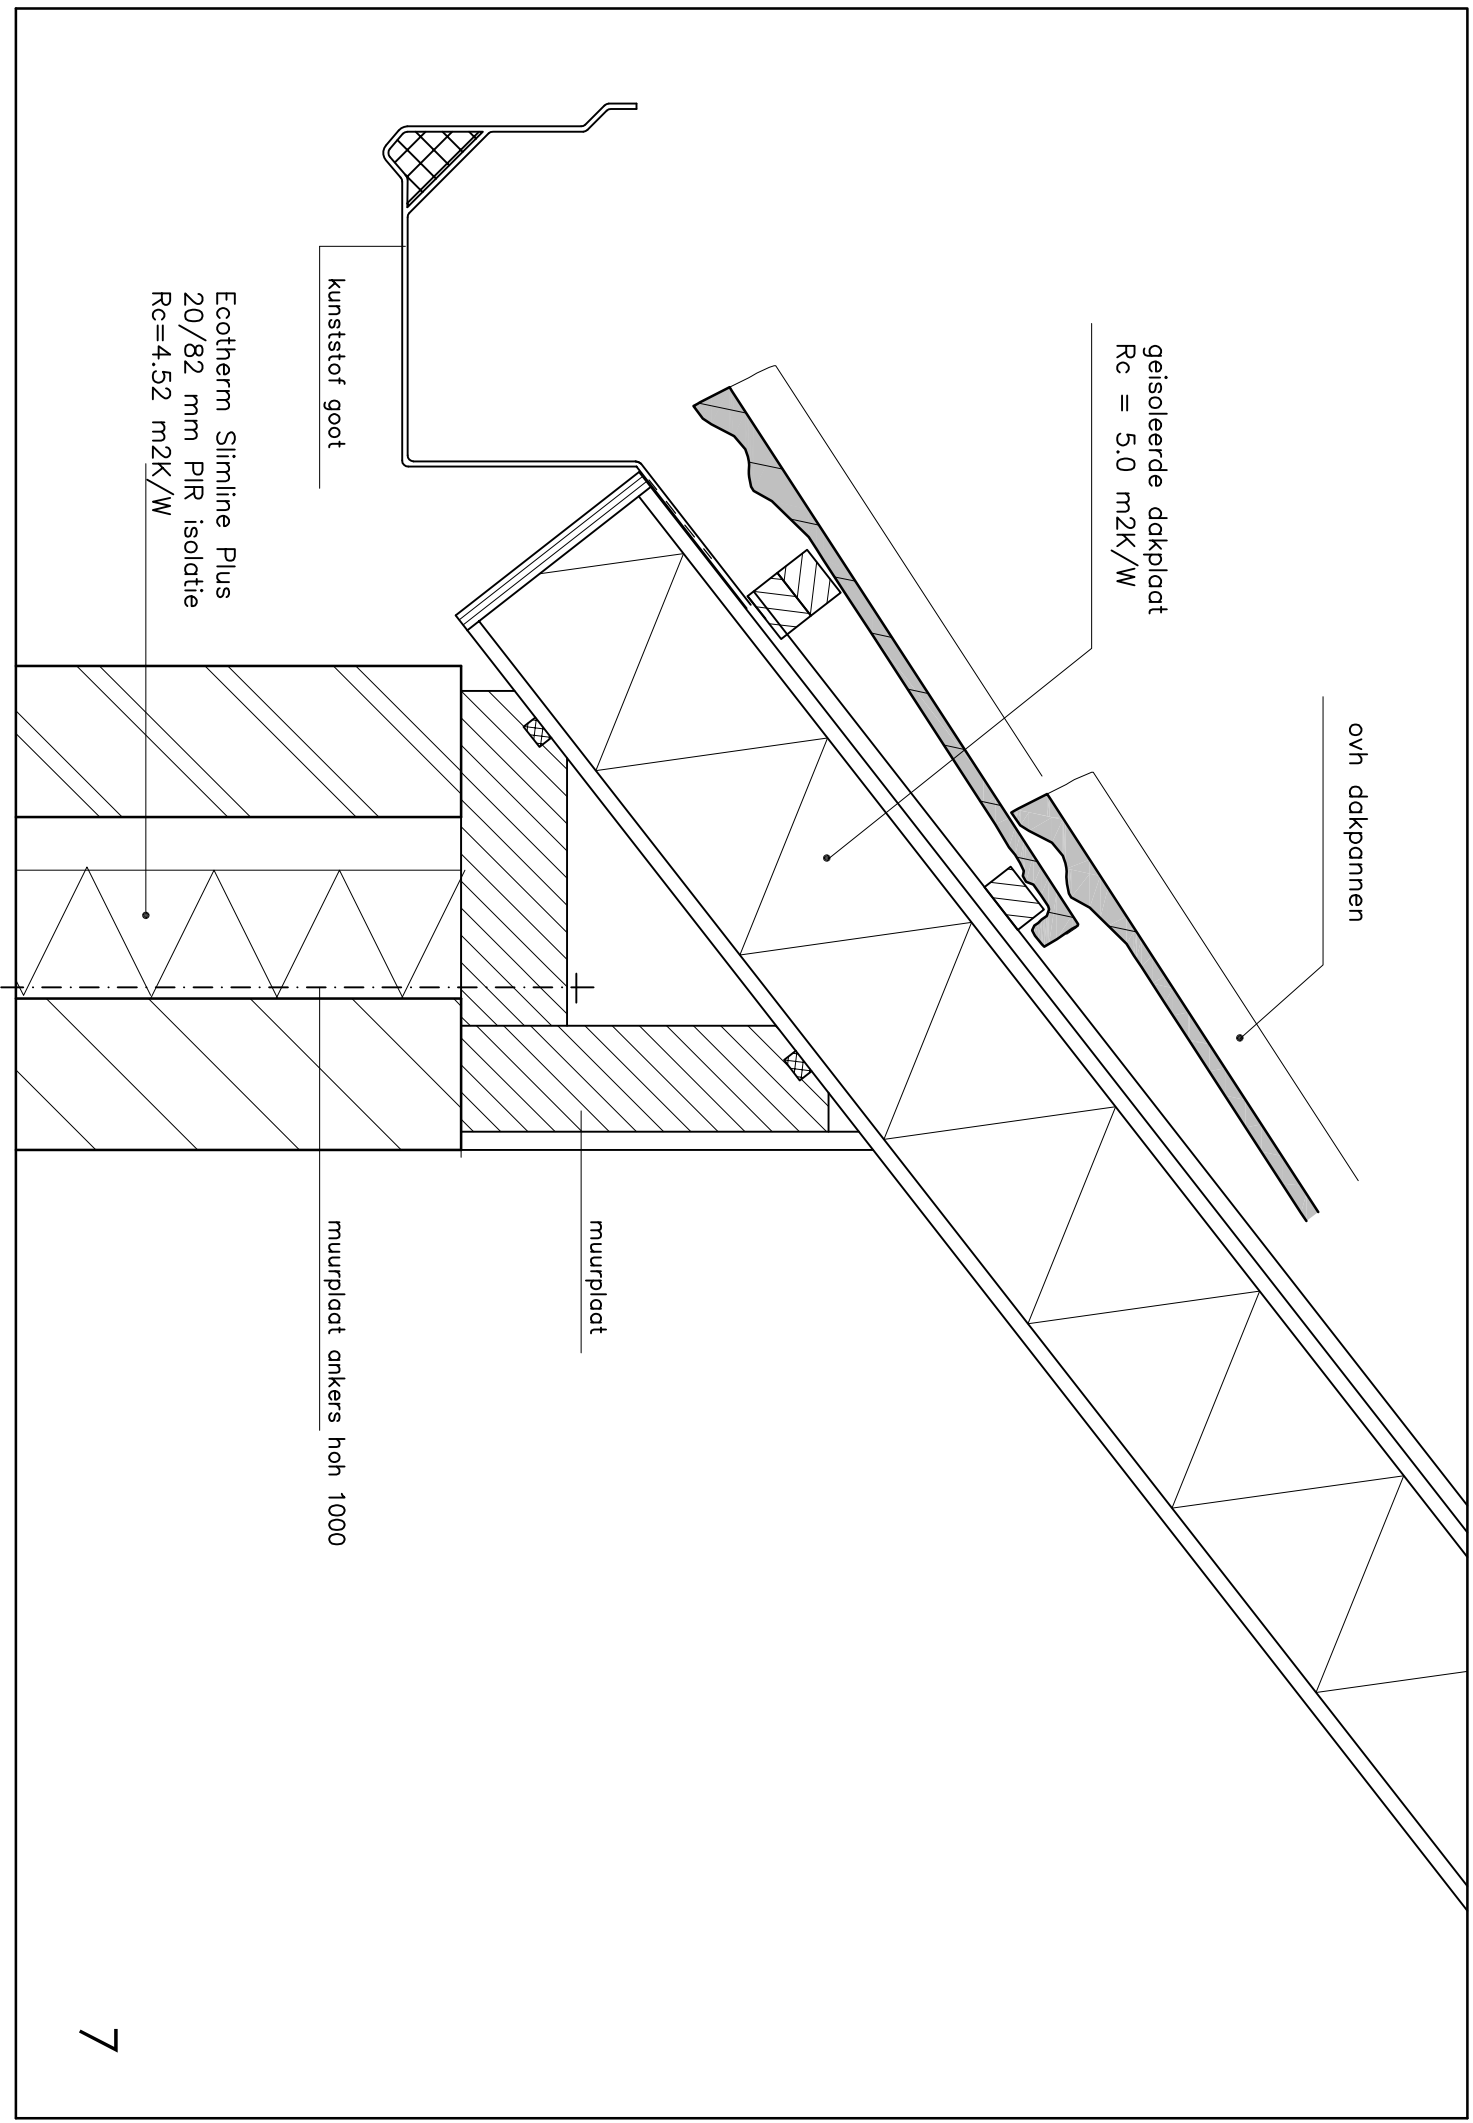 ovh dakpannen
geisoleerde dakplaat
Rc = 5.0 m2K/W
muurplaat
kunststof goot
muurplaat ankers hoh 1000
Ecotherm Slimline Plus
20/82 mm PIR isolatie
Rc=4.52 m2K/W
7